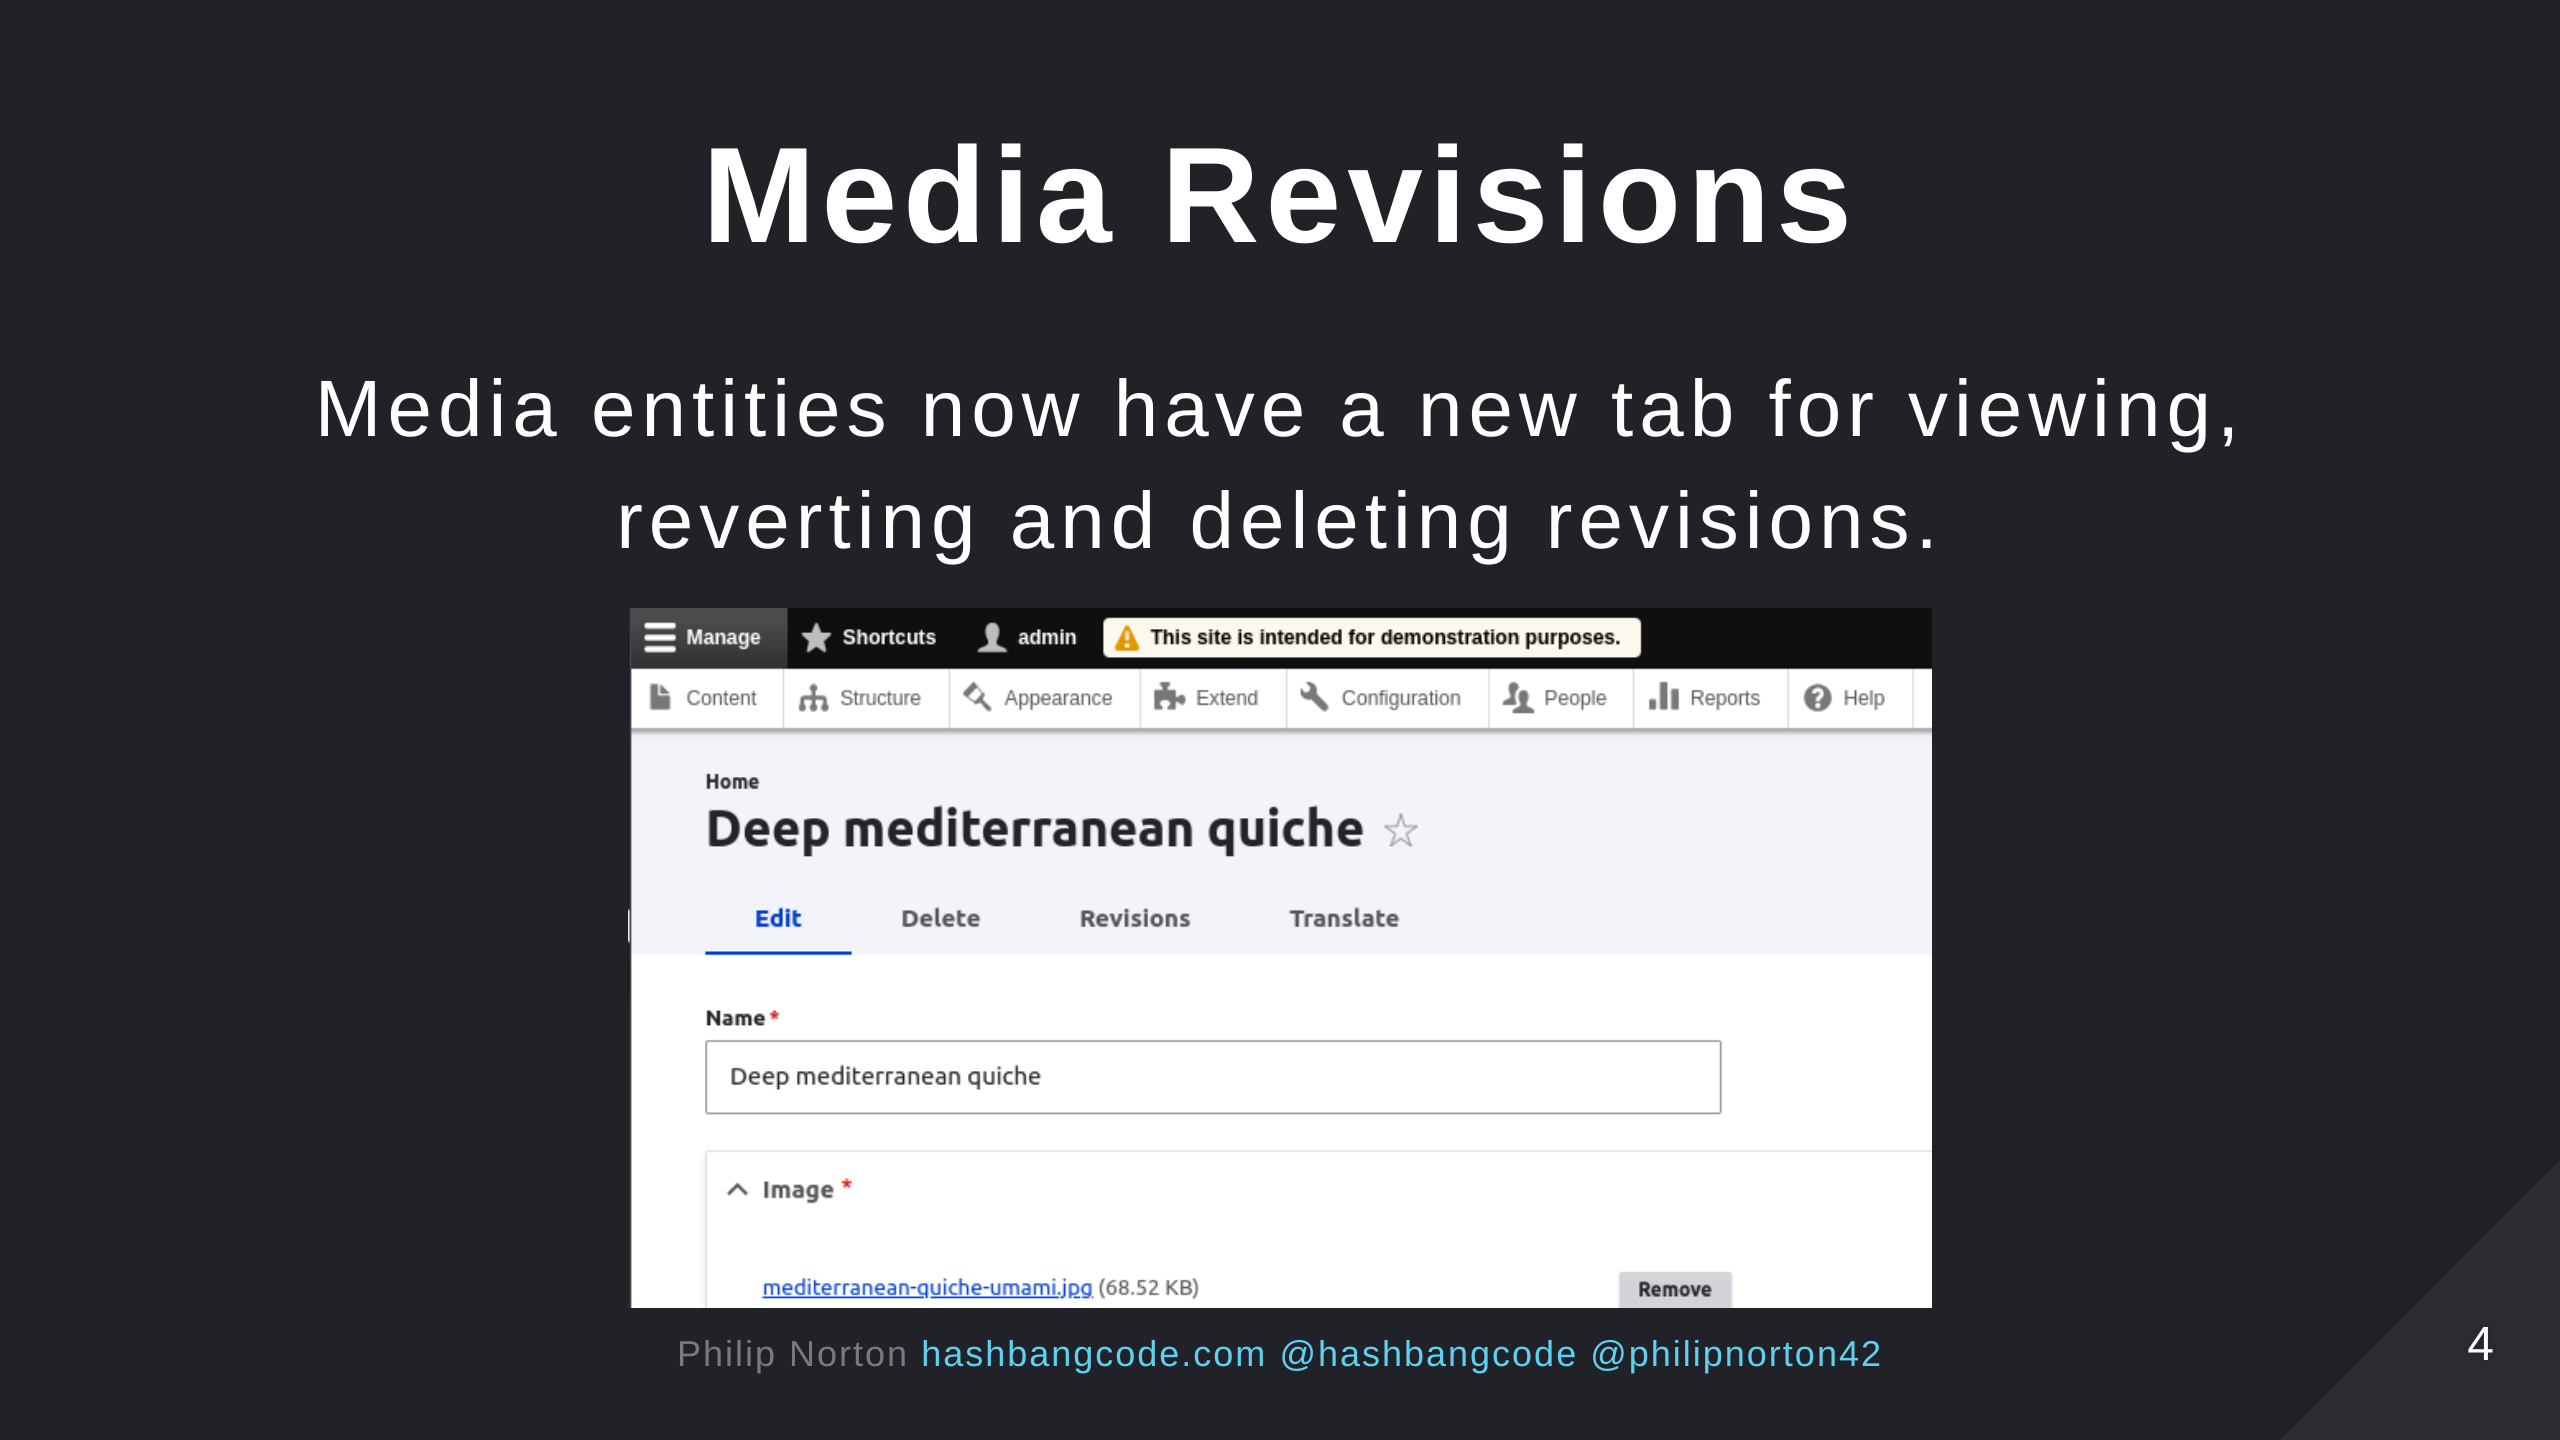 Media Revisions
Media entities now have a new tab for viewing,
reverting and deleting revisions.
Manage Shortcuts admin This site is intended for demonstration purposes.
Content Structure Appearance Extend Configuration People Reports Help
Home
Deep mediterranean quiche
Edit Delete Revisions Translate
Name*
Deep mediterranean quiche
Image *
mediterranean-quiche-umami.jpg (68.52 KB) Remove
Philip Norton hashbangcode.com @hashbangcode @philipnorton42
4